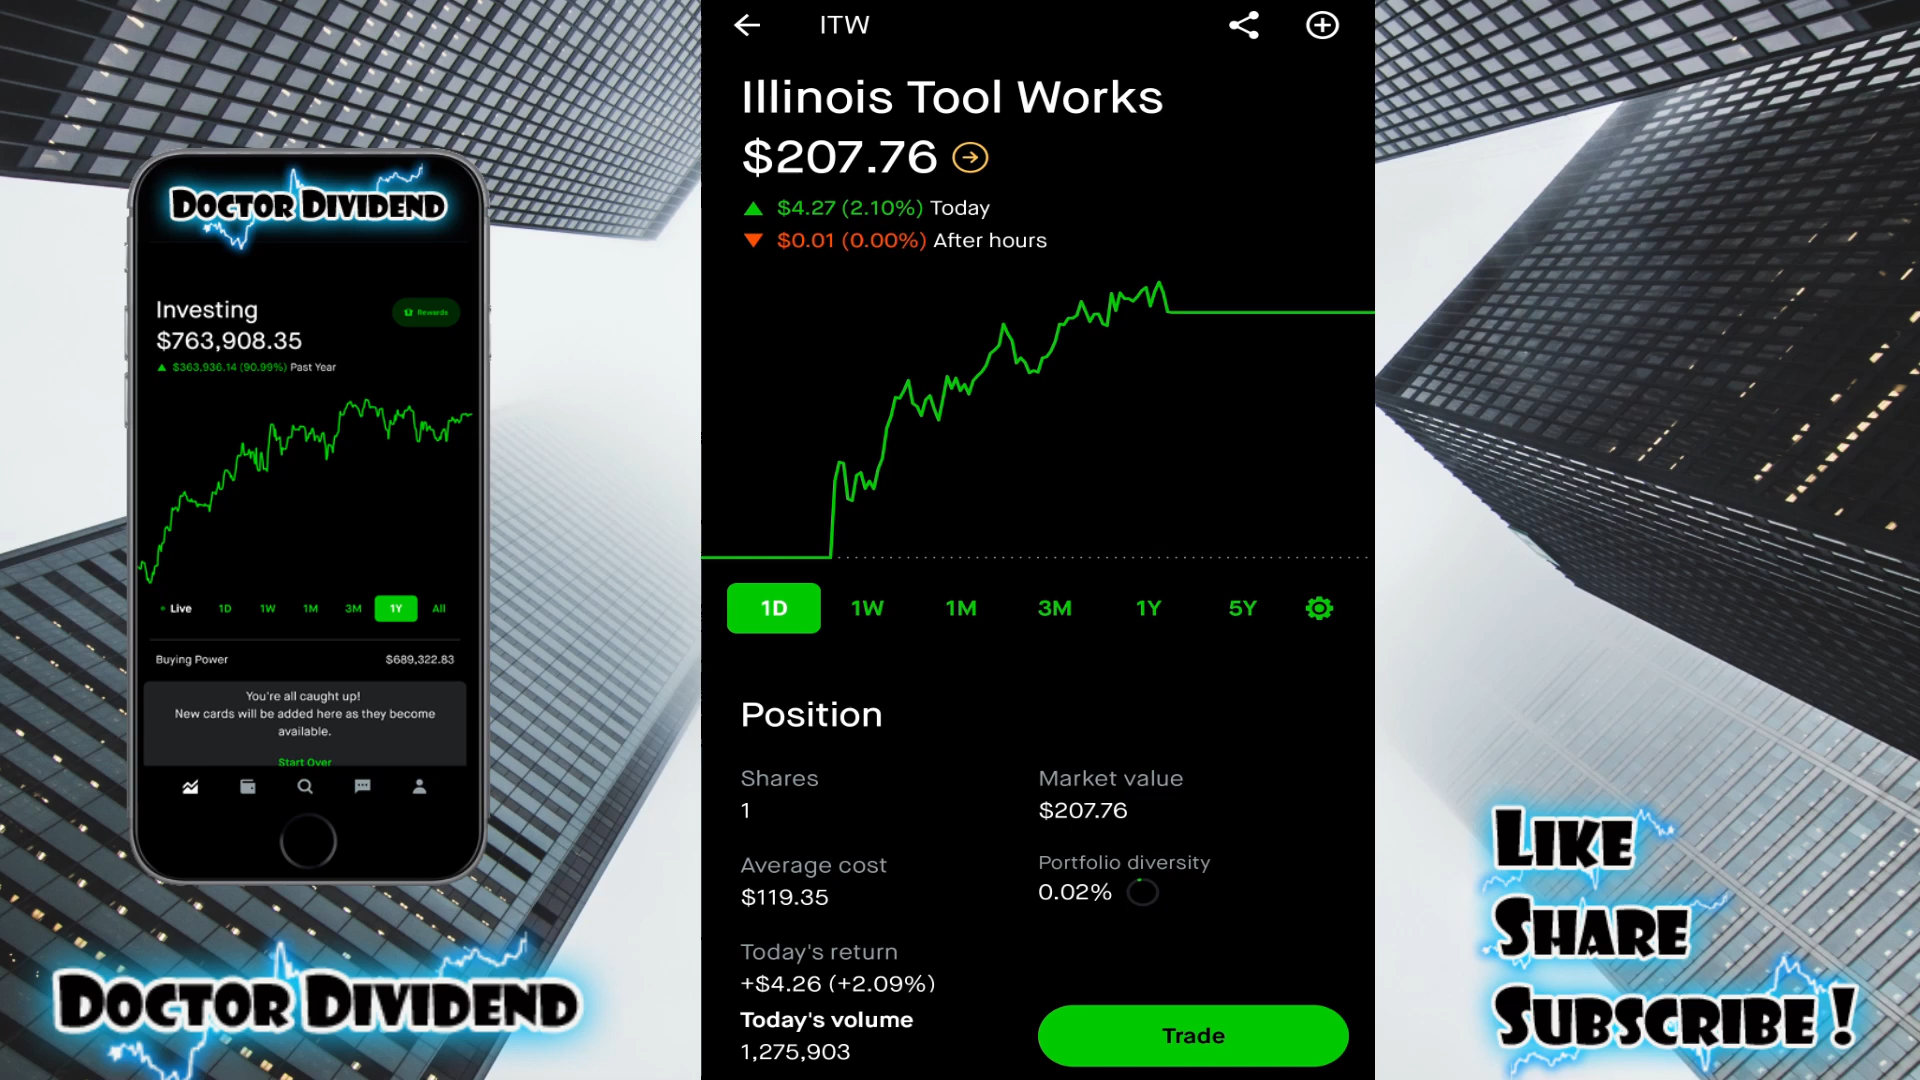 DOCTOR DIVIDEND
Investing
Rewards
$763,908.35
$363,936.14 (90.99%) Past Year
Live 1D 1W 1M 3M 1Y All
Buying Power $689,322.83
You're all caught up!
New cards will be added here as they become
available.
Start Over
DOCTOR DIVIDEND
ITW
Illinois Tool Works
$207.76
$4.27 (2.10%) Today
$0.01 (0.00%) After hours
1D 1W 1M 3M 1Y 5Y
Position
Shares
1
Market value
$207.76
Average cost
$119.35
Portfolio diversity
0.02%
Today's return
+$4.26 (+2.09%)
Today's volume
1,275,903
Trade
LIKE
SHARE
SUBSCRIBE !